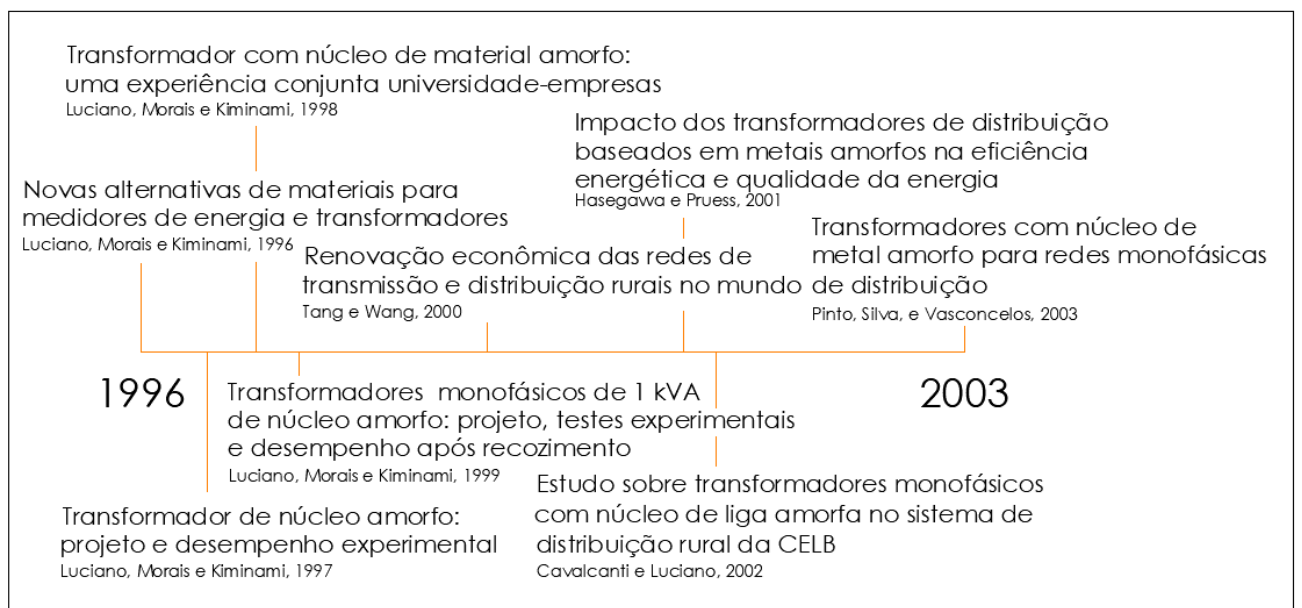 Transformador com núcleo de material amorfo:
uma experiência conjunta universidade-empresas
Luciano, Morais e Kiminami, 1998
Impacto dos transformadores de distribuição
baseados em metais amorfos na eficiência
energética e qualidade da energia
Hasegawa e Pruess, 2001
Novas alternativas de materiais para
medidores de energia e transformadores
Luciano, Morais e Kiminami, 1996
Renovação econômica das redes de
transmissão e distribuição rurais no mundo
Tang e Wang, 2000
Transformadores com núcleo de
metal amorfo para redes monofásicas
de distribuição
Pinto, Silva, e Vasconcelos, 2003
1996
2003
Transformadores monofásicos de 1 kVA
de núcleo amorfo: projeto, testes experimentais
e desempenho após recozimento
Luciano, Morais e Kiminami, 1999
Transformador de núcleo amorfo:
projeto e desempenho experimental
Luciano, Morais e Kiminami, 1997
Estudo sobre transformadores monofásicos
com núcleo de liga amorfa no sistema de
distribuição rural da CELB
Cavalcanti e Luciano, 2002